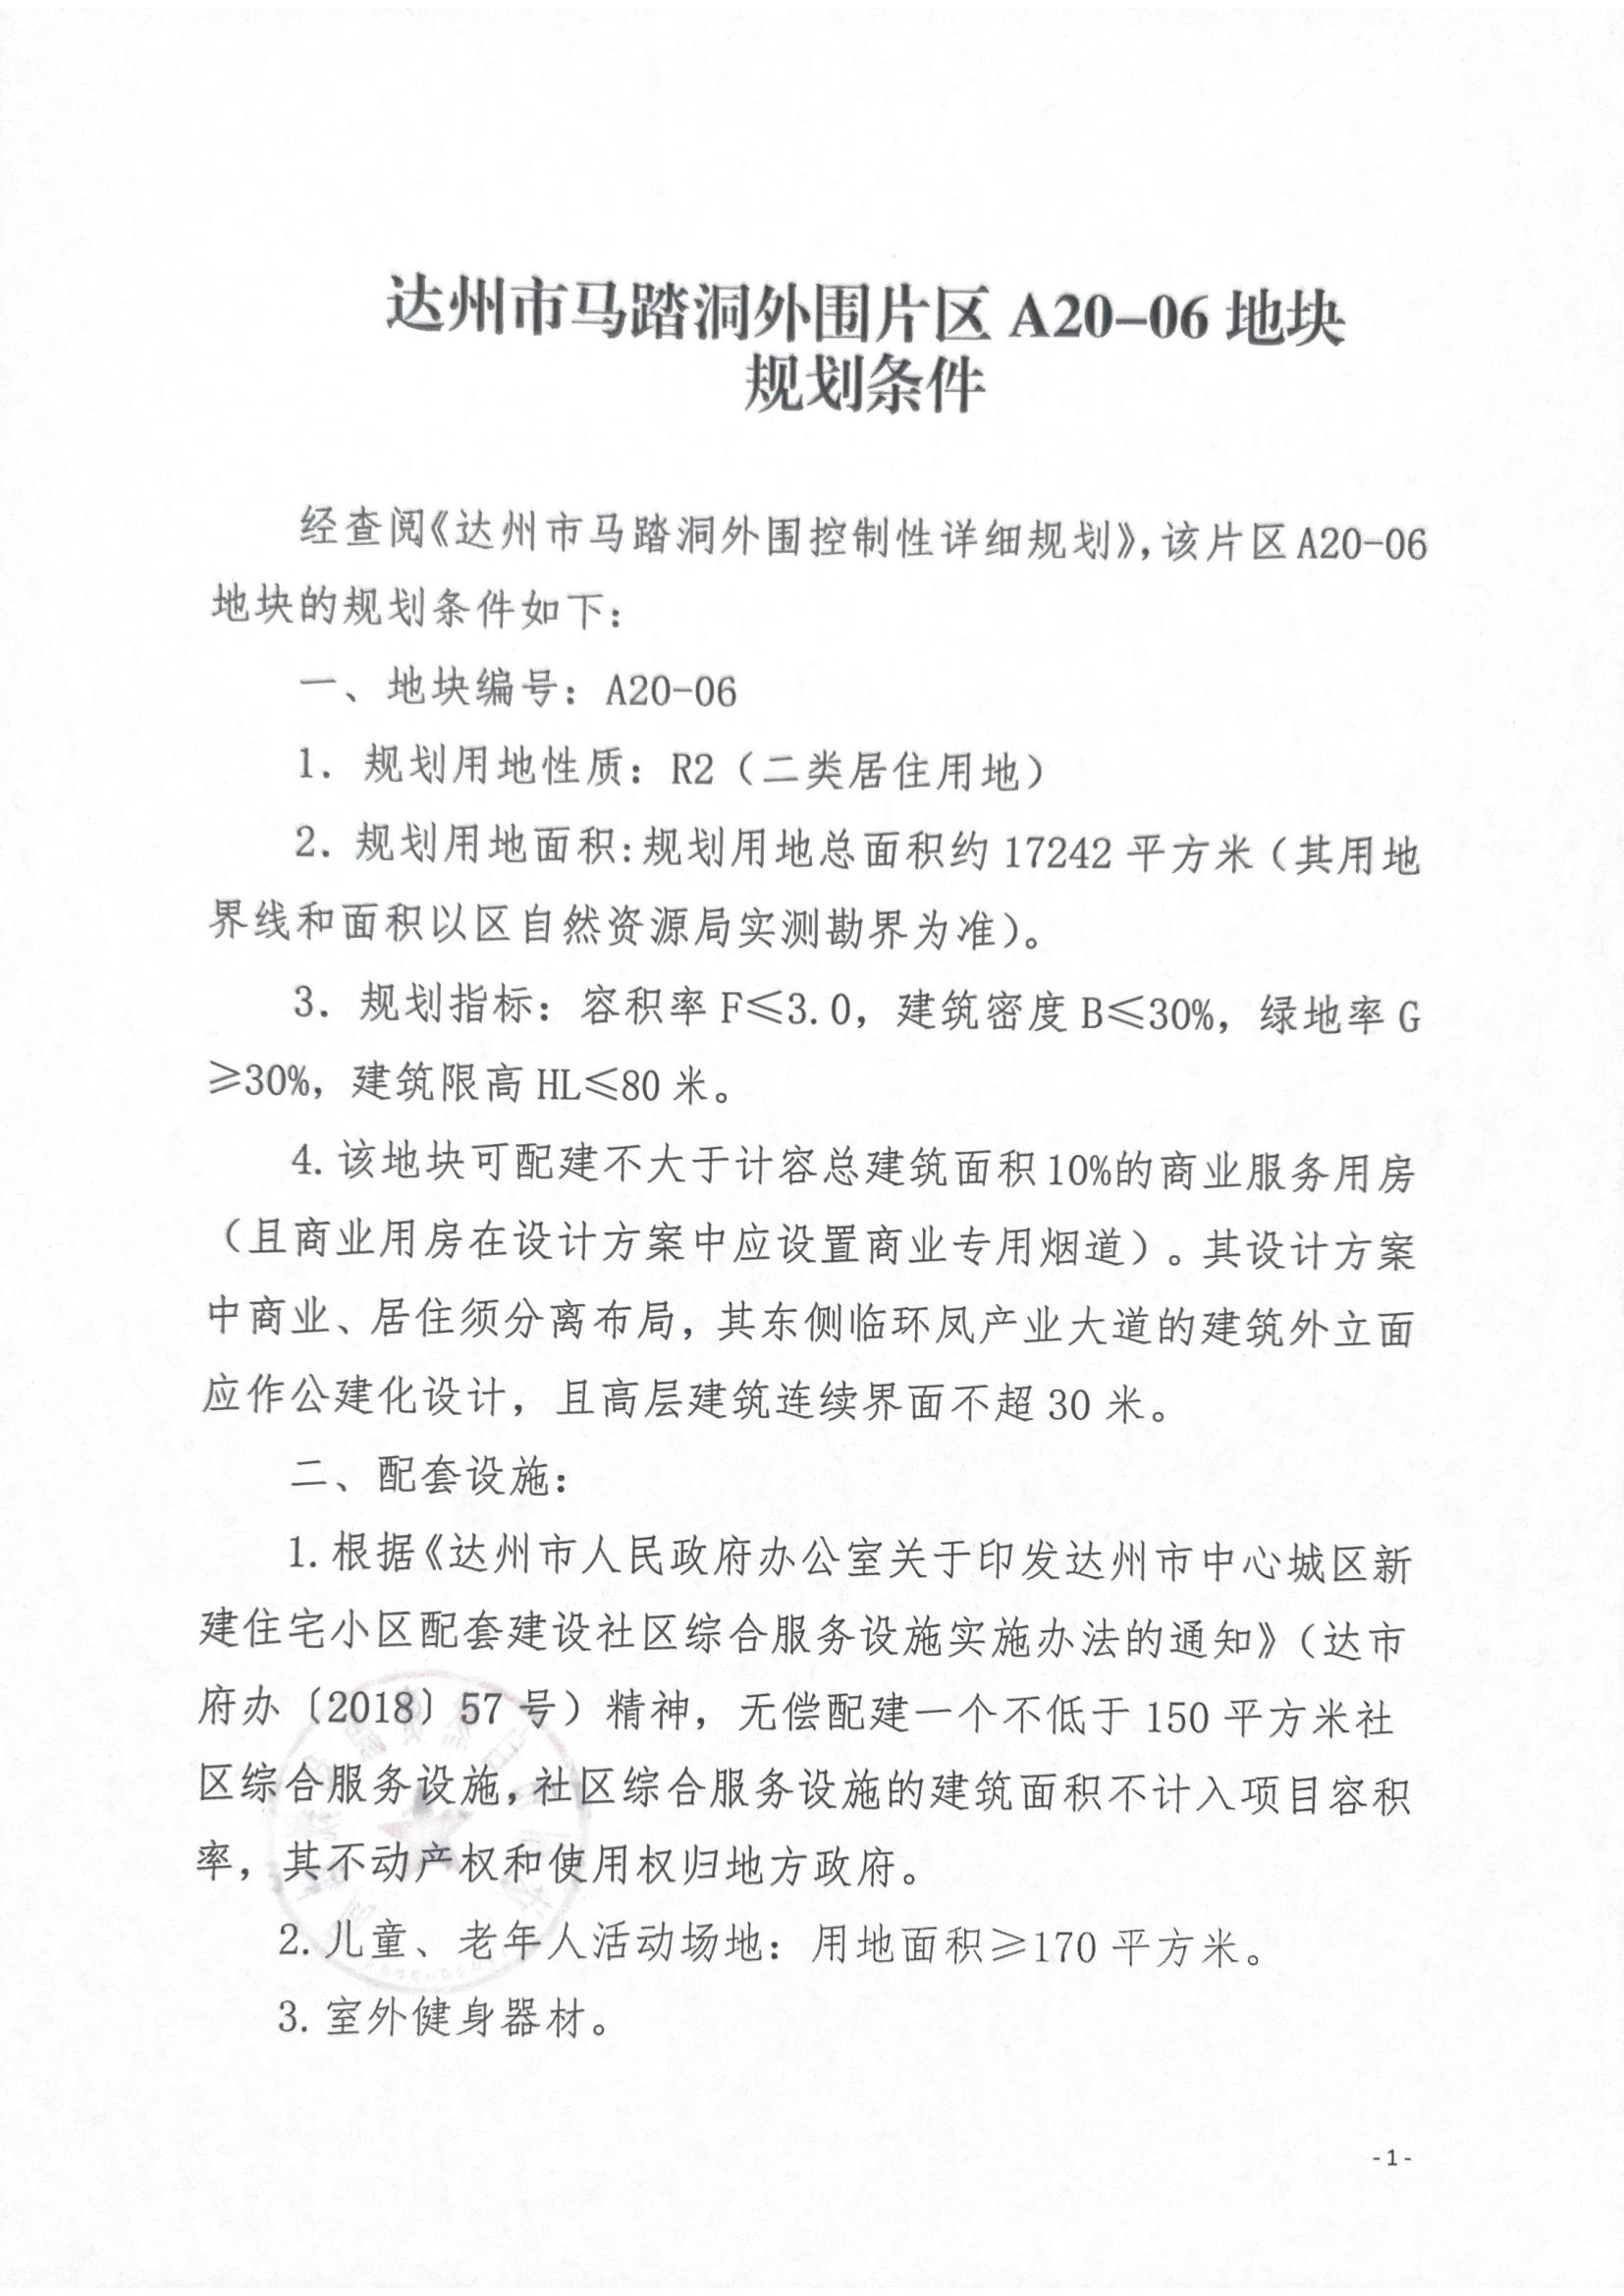 达州市马踏洞外围片区 A20-06 地块
规划条件
经查阅《达州市马踏洞外围控制性详细规划》，该片区 A20-06
地块的规划条件如下：
一、地块编号：A20-06
1. 规划用地性质：R2（二类居住用地）
2. 规划用地面积：规划用地总面积约 17242 平方米（其用地
界线和面积以区自然资源局实测勘界为准）。
3. 规划指标：容积率 F≤3.0，建筑密度 B≤30%，绿地率 G
≥30%，建筑限高 HL≤80 米。
4.该地块可配建不大于计容总建筑面积10%的商业服务用房
（且商业用房在设计方案中应设置商业专用烟道）。其设计方案
中商业、居住须分离布局，其东侧临环凤产业大道的建筑外立面
应作公建化设计，且高层建筑连续界面不超 30 米。
二、配套设施：
1.根据《达州市人民政府办公室关于印发达州市中心城区新
建住宅小区配套建设社区综合服务设施实施办法的通知》（达市
府办〔2018〕57 号）精神，无偿配建一个不低于 150 平方米社
区综合服务设施，社区综合服务设施的建筑面积不计入项目容积
率，其不动产权和使用权归地方政府。
2.儿童、老年人活动场地：用地面积≥170 平方米。
3.室外健身器材。
- 1 -